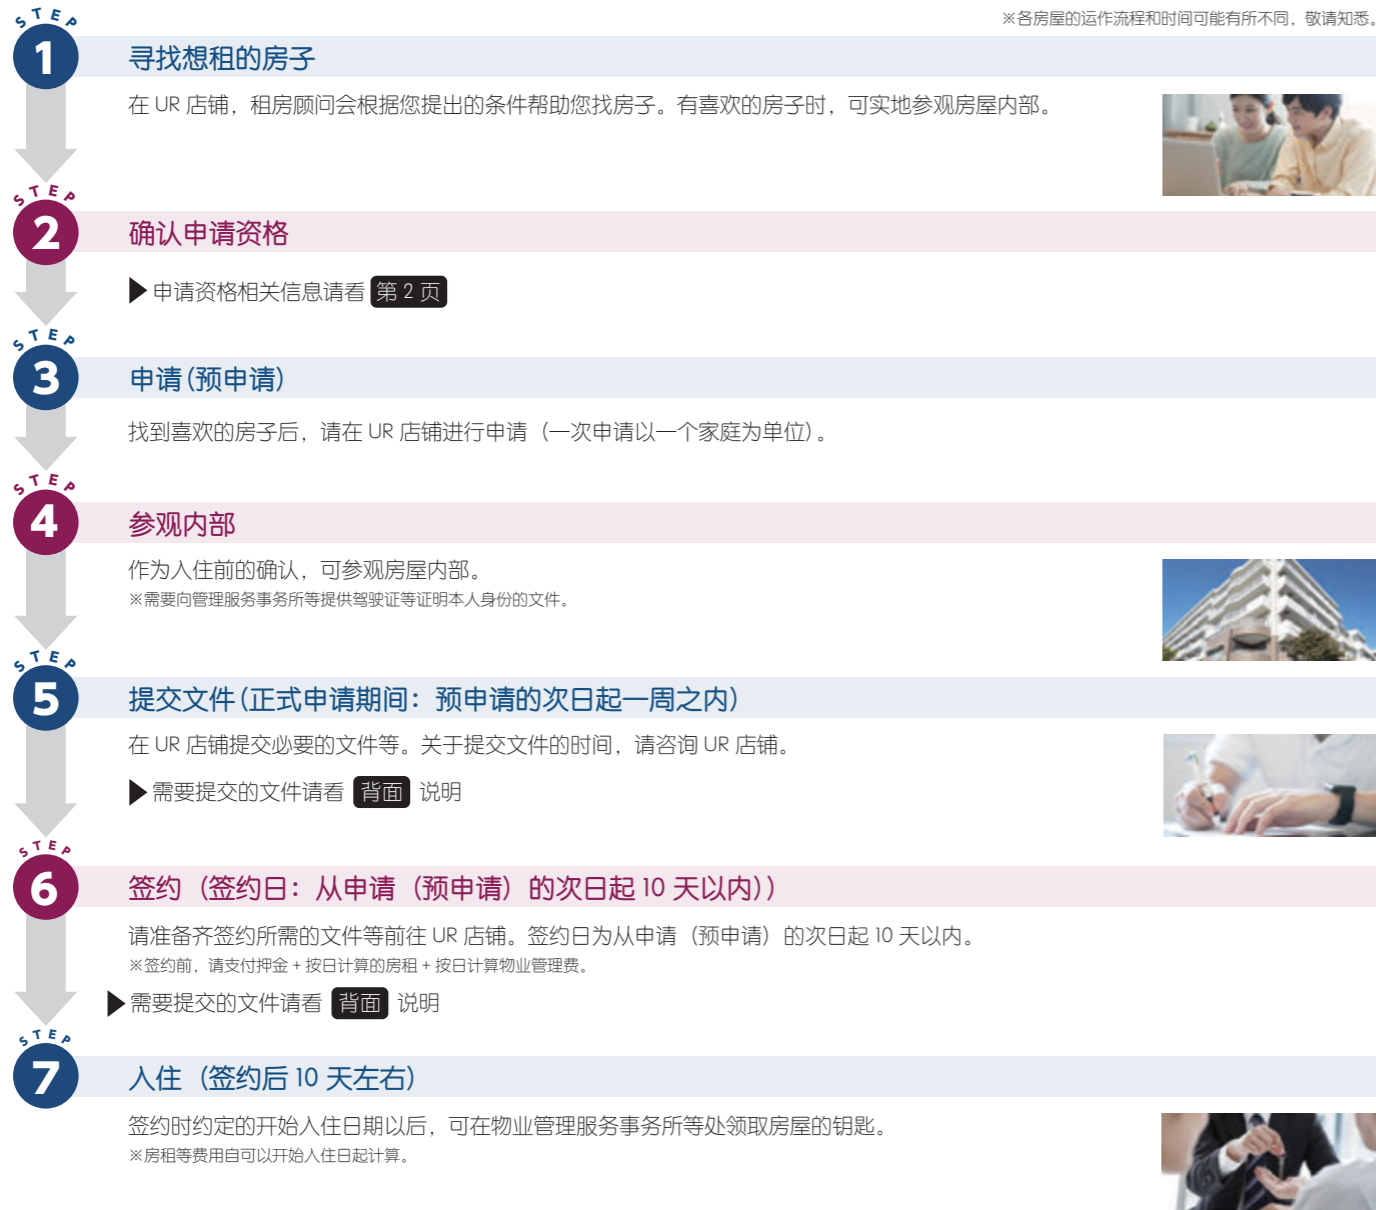 ※各房屋的运作流程和时间可能有所不同，敬请知悉。
STEP
1
寻找想租的房子
在 UR 店铺，租房顾问会根据您提出的条件帮助您找房子。有喜欢的房子时，可实地参观房屋内部。
STEP
2
确认申请资格
▶申请资格相关信息请看 第 2 页
STEP
3
申请(预申请)
找到喜欢的房子后，请在 UR 店铺进行申请（一次申请以一个家庭为单位）。
STEP
4
参观内部
作为入住前的确认，可参观房屋内部。
※需要向管理服务事务所等提供驾驶证等证明本人身份的文件。
STEP
5
提交文件(正式申请期间：预申请的次日起一周之内)
在 UR 店铺提交必要的文件等。关于提交文件的时间，请咨询 UR 店铺。
▶需要提交的文件请看 背面 说明
STEP
6
签约（签约日：从申请（预申请）的次日起 10 天以内)）
请准备齐签约所需的文件等前往 UR 店铺。签约日为从申请（预申请）的次日起 10 天以内。
※签约前，请支付押金 + 按日计算的房租 + 按日计算物业管理费。
▶需要提交的文件请看 背面 说明
STEP
7
入住（签约后 10 天左右）
签约时约定的开始入住日期以后，可在物业管理服务事务所等处领取房屋的钥匙。
※房租等费用自可以开始入住日起计算。